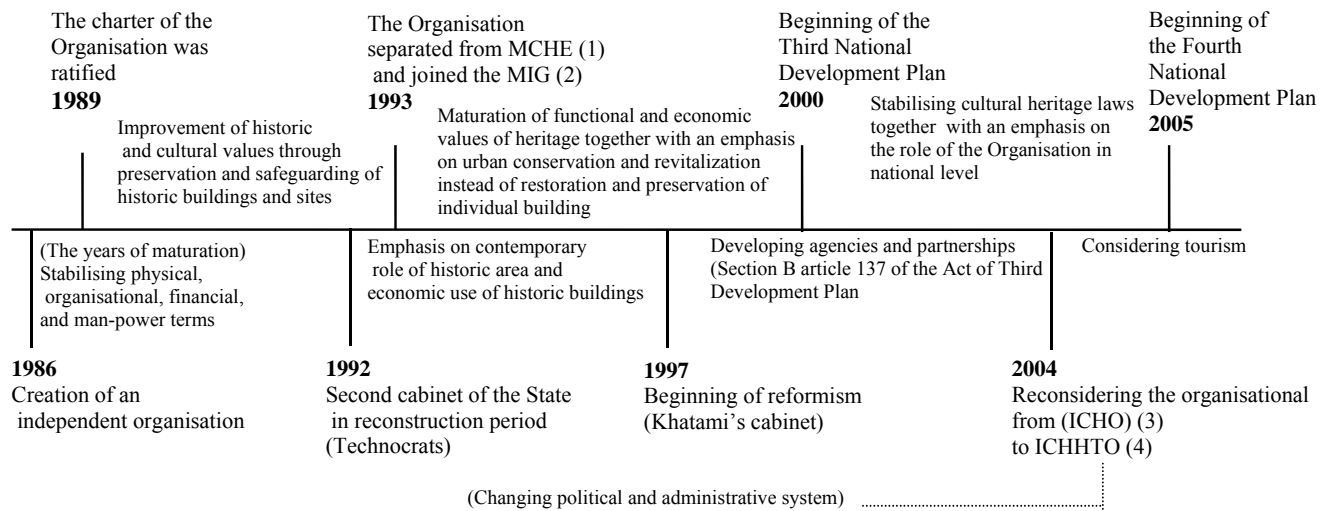 The charter of the
Organisation was
ratified
1989
The Organisation
separated from MCHE (1)
and joined the MIG (2)
1993
Beginning of the
Third National
Development Plan
2000
Beginning of
the Fourth
National
Development Plan
2005
Improvement of historic
and cultural values through
preservation and safeguarding of
historic buildings and sites
Maturation of functional and economic
values of heritage together with an emphasis
on urban conservation and revitalization
instead of restoration and preservation of
individual building
Stabilising cultural heritage laws
together with an emphasis on
the role of the Organisation in
national level
(The years of maturation)
Stabilising physical,
organisational, financial,
and man-power terms
Emphasis on contemporary
role of historic area and
economic use of historic buildings
Developing agencies and partnerships
(Section B article 137 of the Act of Third
Development Plan
Considering tourism
1986
Creation of an
independent organisation
1992
Second cabinet of the State
in reconstruction period
(Technocrats)
1997
Beginning of reformism
(Khatami's cabinet)
2004
Reconsidering the organisational
from (ICHO) (3)
to ICHHTO (4)
(Changing political and administrative system)